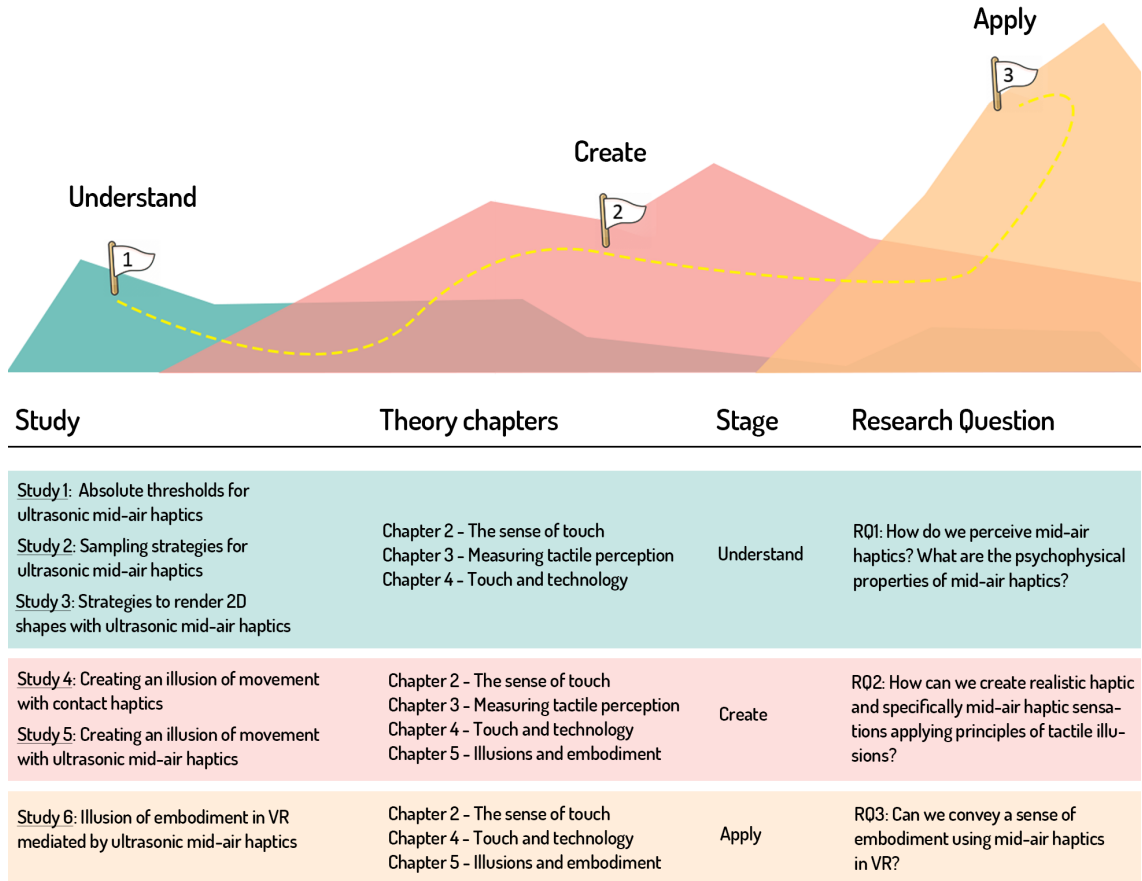 Apply
3
Create
2
Understand
1
Study
Theory chapters
Stage
Research Question
Study 1: Absolute thresholds for
ultrasonic mid-air haptics
Study 2: Sampling strategies for
ultrasonic mid-air haptics
Study 3: Strategies to render 2D
shapes with ultrasonic mid-air haptics
Chapter 2 - The sense of touch
Chapter 3 - Measuring tactile perception
Chapter 4 - Touch and technology
Understand
RQ1: How do we perceive mid-air
haptics? What are the psychophysical
properties of mid-air haptics?
Study 4: Creating an illusion of movement
with contact haptics
Study 5: Creating an illusion of movement
with ultrasonic mid-air haptics
Chapter 2 - The sense of touch
Chapter 3 - Measuring tactile perception
Chapter 4 - Touch and technology
Chapter 5 - Illusions and embodiment
Create
RQ2: How can we create realistic haptic
and specifically mid-air haptic sensa-
tions applying principles of tactile illu-
sions?
Study 6: Illusion of embodiment in VR
mediated by ultrasonic mid-air haptics
Chapter 2 - The sense of touch
Chapter 4 - Touch and technology
Chapter 5 - Illusions and embodiment
Apply
RQ3: Can we convey a sense of
embodiment using mid-air haptics
in VR?